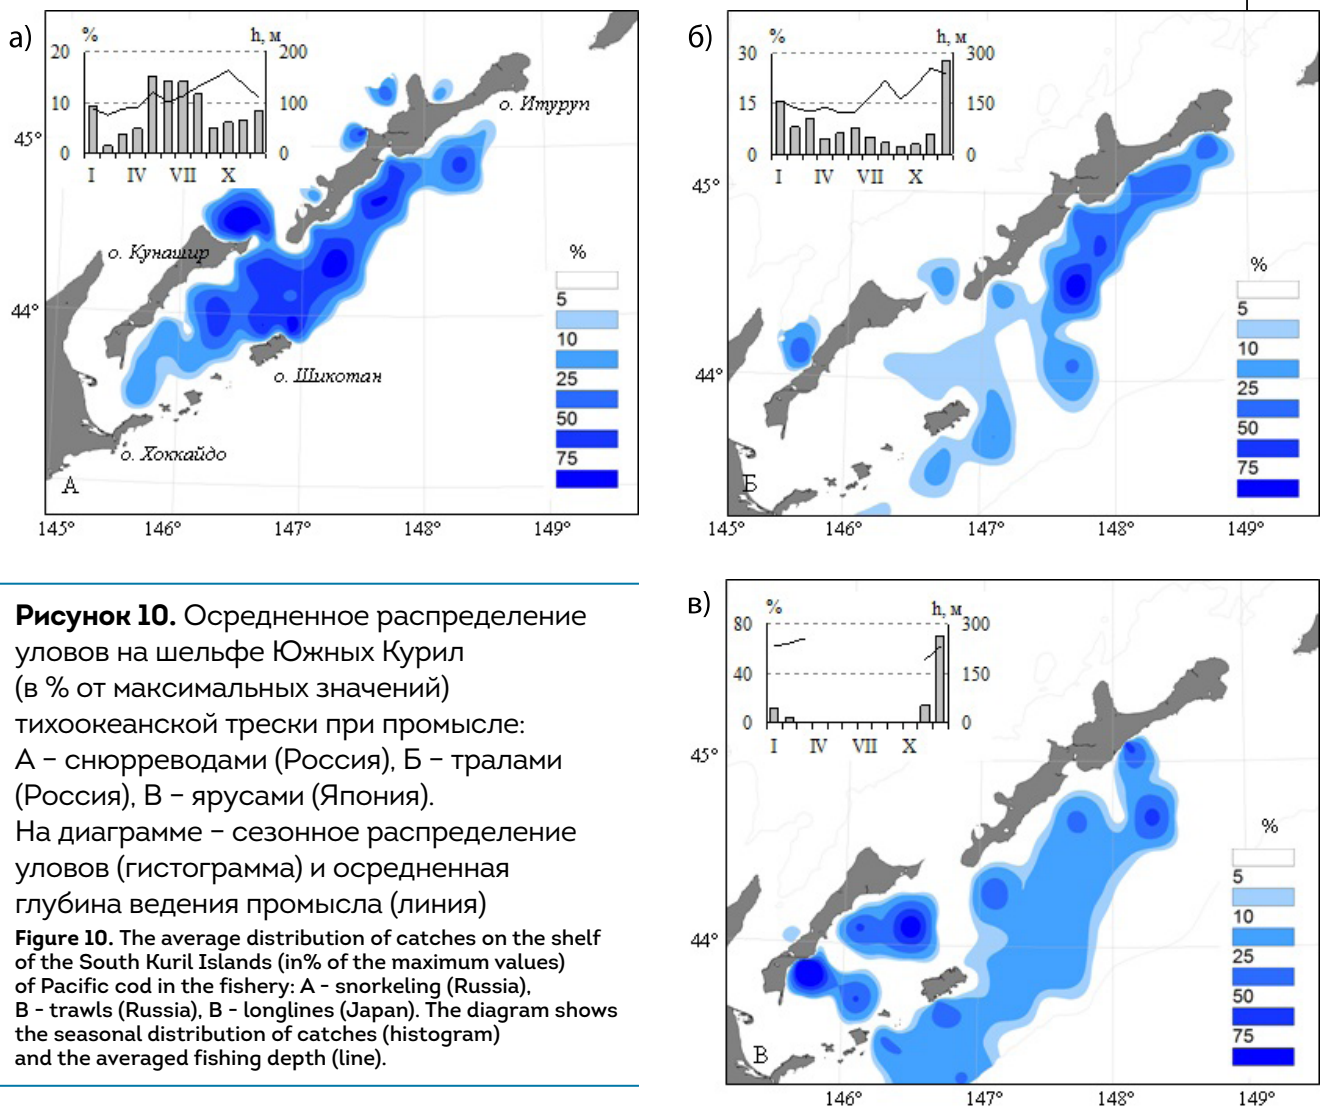 а)
%
h, м
20
200
10
100
0
0
I
IV
VII
X
о. Итуруп
45°
о. Кунашир
44°
о. Шикотан
о. Хоккайдо
А
%
5
10
25
50
75
145°
146°
147°
148°
149°
б)
%
h, м
30
300
15
150
0
0
I
IV
VII
X
45°
44°
Б
%
5
10
25
50
75
145°
146°
147°
148°
149°
Рисунок 10. Осредненное распределение
уловов на шельфе Южных Курил
(в % от максимальных значений)
тихоокеанской трески при промысле:
А – снюрреводами (Россия), Б – тралами
(Россия), В – ярусами (Япония).
На диаграмме – сезонное распределение
уловов (гистограмма) и осредненная
глубина ведения промысла (линия)
Figure 10. The average distribution of catches on the shelf
of the South Kuril Islands (in% of the maximum values)
of Pacific cod in the fishery: A - snorkeling (Russia),
B - trawls (Russia), B - longlines (Japan). The diagram shows
the seasonal distribution of catches (histogram)
and the averaged fishing depth (line).
в)
%
h, м
80
300
40
150
0
0
I
IV
VII
X
45°
44°
В
%
5
10
25
50
75
146°
147°
148°
149°